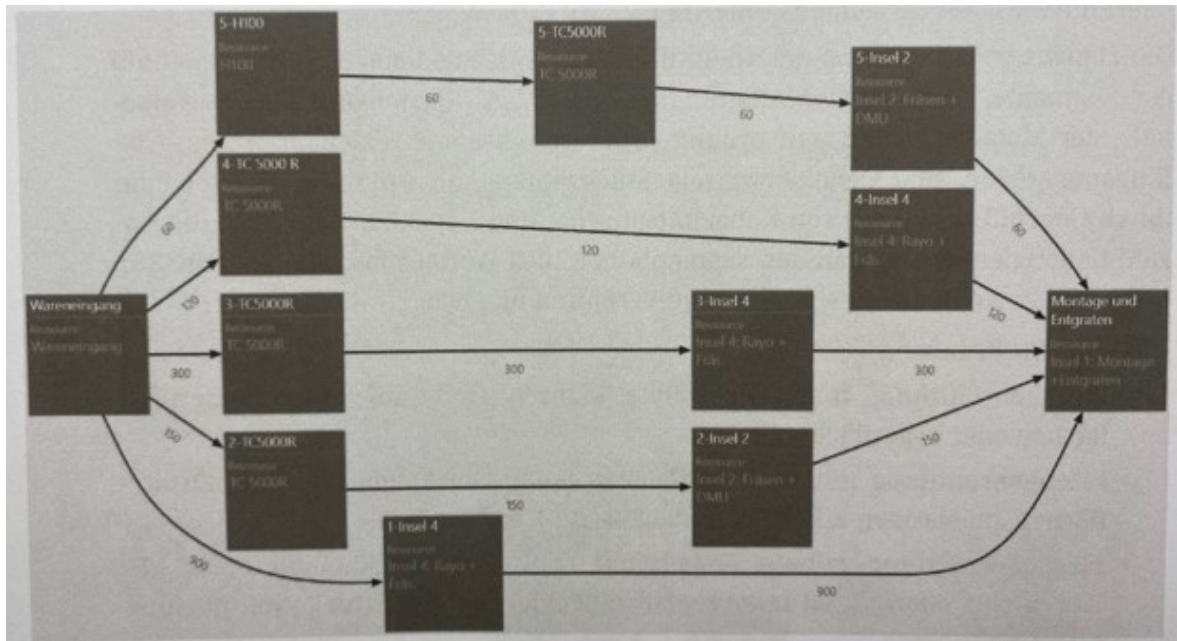 5-H100
Ressource
H100
5-TC5000R
Ressource
TC 5000R
5-Insel 2
Ressource
Insel 2: Fräsen +
DMU
60
60
60
60
4-TC 5000 R
Ressource
TC 5000R
4-Insel 4
Ressource
Insel 4: Rayo +
Fräs.
120
120
120
Wareneingang
Ressource
Wareneingang
3-TC5000R
Ressource
TC 5000R
3-Insel 4
Ressource
Insel 4: Rayo +
Fräs.
Montage und
Entgraten
Ressource
Insel 1: Montage
+Entgraten
300
300
300
150
2-TC5000R
Ressource
TC 5000R
2-Insel 2
Ressource
Insel 2: Fräsen +
DMU
150
150
1-Insel 4
Ressource
Insel 4: Rayo +
Fräs.
900
900